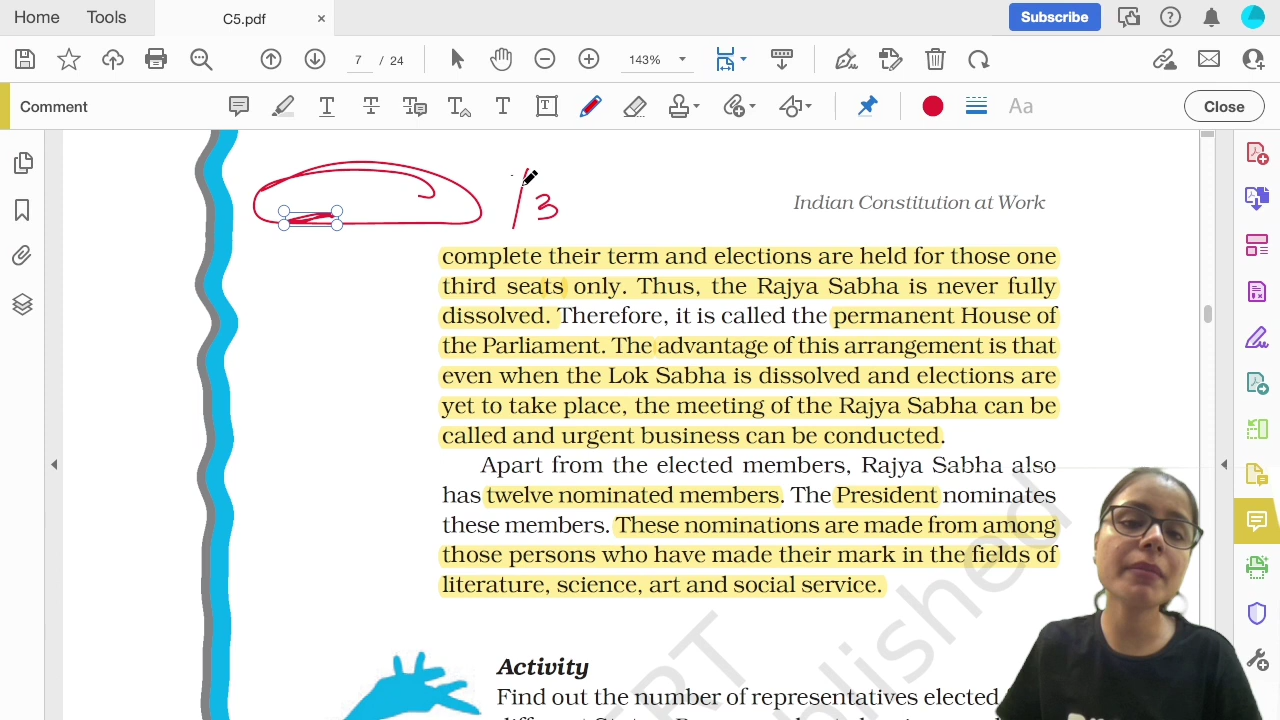 Home Tools C5.pdf × Subscribe
7 / 24 143%
Comment Aa Close
/3
Indian Constitution at Work
complete their term and elections are held for those one
third seats only. Thus, the Rajya Sabha is never fully
dissolved. Therefore, it is called the permanent House of
the Parliament. The advantage of this arrangement is that
even when the Lok Sabha is dissolved and elections are
yet to take place, the meeting of the Rajya Sabha can be
called and urgent business can be conducted.
Apart from the elected members, Rajya Sabha also
has twelve nominated members. The President nominates
these members. These nominations are made from among
those persons who have made their mark in the fields of
literature, science, art and social service.
Activity
Find out the number of representatives elected